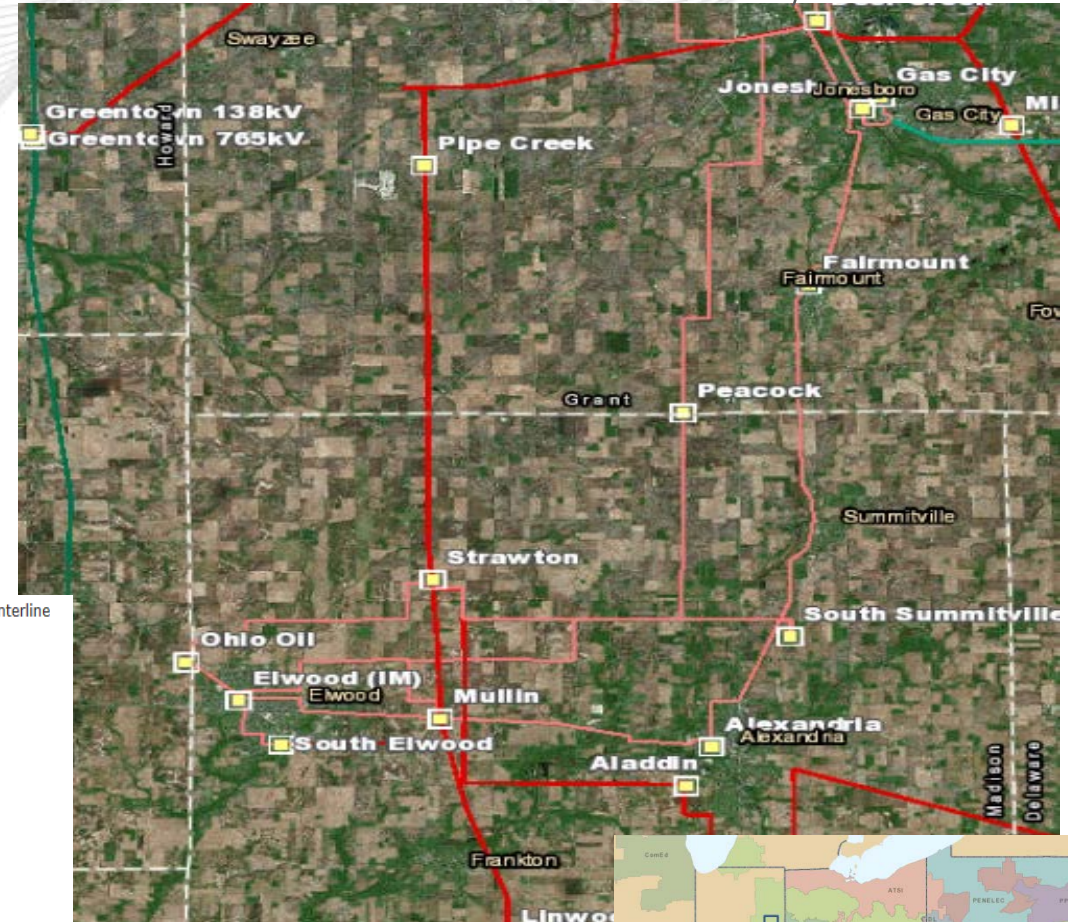 Swayzee
Greentown 138kV
Greentown 765kV
Howard
Pipe Creek
Jonesboro
Gas City
Gas City
Fairmount
Fairmount
Peacock
Grant
Summitville
Strawton
South Summitville
Ohio Oil
Elwood (IM)
Elwood
Mullin
South Elwood
Alexandria
Alexandria
Aladdin
Madison
Delaware
Frankton
ComEd
ATSI
PENELEC